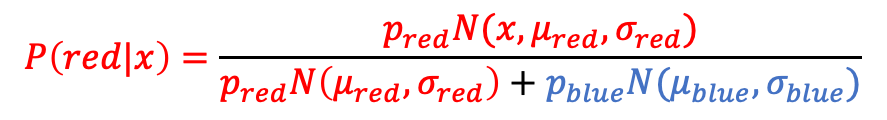 P(red|x) = p_red N(x, μ_red, σ_red) / p_red N(μ_red, σ_red) + p_blue N(μ_blue, σ_blue)